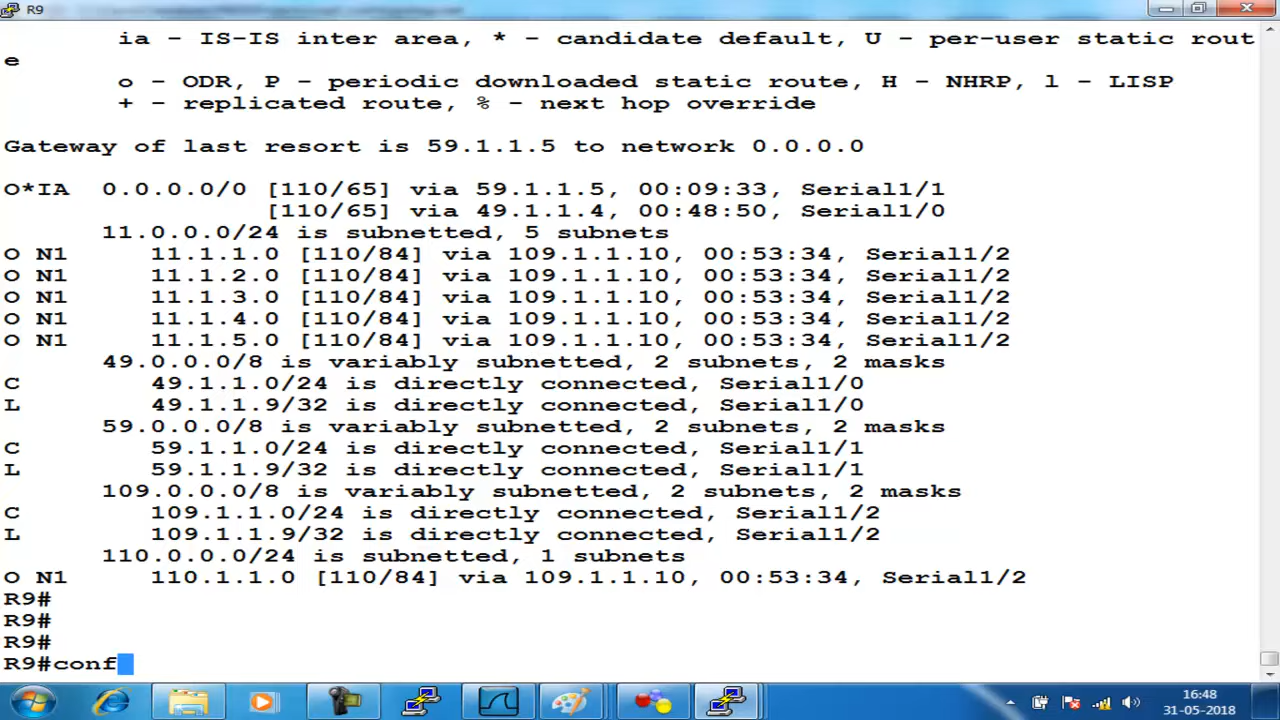 R9
ia - IS-IS inter area, * - candidate default, U - per-user static rout
e
o - ODR, P - periodic downloaded static route, H - NHRP, l - LISP
+ - replicated route, % - next hop override
Gateway of last resort is 59.1.1.5 to network 0.0.0.0
O*IA  0.0.0.0/0 [110/65] via 59.1.1.5, 00:09:33, Serial1/1
[110/65] via 49.1.1.4, 00:48:50, Serial1/0
11.0.0.0/24 is subnetted, 5 subnets
O N1     11.1.1.0 [110/84] via 109.1.1.10, 00:53:34, Serial1/2
O N1     11.1.2.0 [110/84] via 109.1.1.10, 00:53:34, Serial1/2
O N1     11.1.3.0 [110/84] via 109.1.1.10, 00:53:34, Serial1/2
O N1     11.1.4.0 [110/84] via 109.1.1.10, 00:53:34, Serial1/2
O N1     11.1.5.0 [110/84] via 109.1.1.10, 00:53:34, Serial1/2
49.0.0.0/8 is variably subnetted, 2 subnets, 2 masks
C        49.1.1.0/24 is directly connected, Serial1/0
L        49.1.1.9/32 is directly connected, Serial1/0
59.0.0.0/8 is variably subnetted, 2 subnets, 2 masks
C        59.1.1.0/24 is directly connected, Serial1/1
L        59.1.1.9/32 is directly connected, Serial1/1
109.0.0.0/8 is variably subnetted, 2 subnets, 2 masks
C        109.1.1.0/24 is directly connected, Serial1/2
L        109.1.1.9/32 is directly connected, Serial1/2
110.0.0.0/24 is subnetted, 1 subnets
O N1     110.1.1.0 [110/84] via 109.1.1.10, 00:53:34, Serial1/2
R9#
R9#
R9#
R9#conf
16:48
31-05-2018